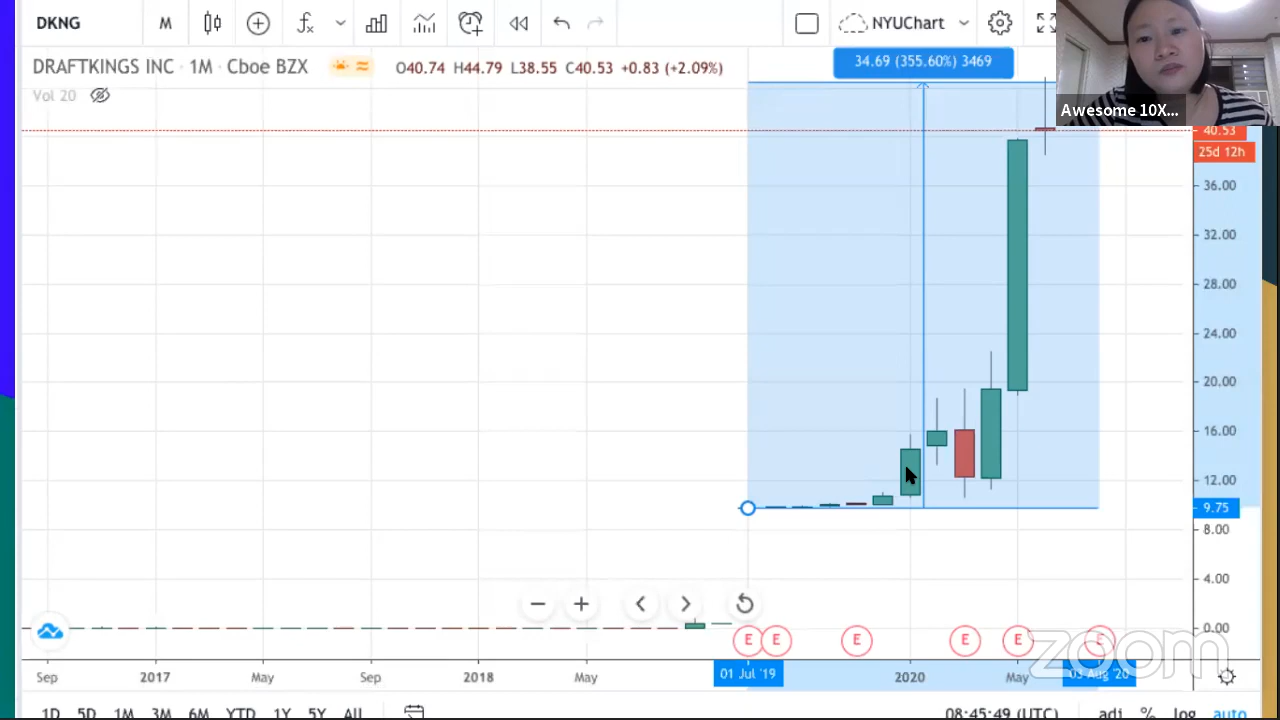 DKNG M NYUChart
DRAFTKINGS INC · 1M · Cboe BZX O40.74 H44.79 L38.55 C40.53 +0.83 (+2.09%)
34.69 (355.60%) 3469
Vol 20
Awesome 10X...
40.53
25d 12h
36.00
32.00
28.00
24.00
20.00
16.00
12.00
9.75
8.00
4.00
0.00
E E E E E E
zoom
Sep 2017 May Sep 2018 May 01 Jul '19 2020 May 03 Aug '20
1D 5D 1M 3M 6M YTD 1Y 5Y All 08:45:49 (UTC) adj % log auto